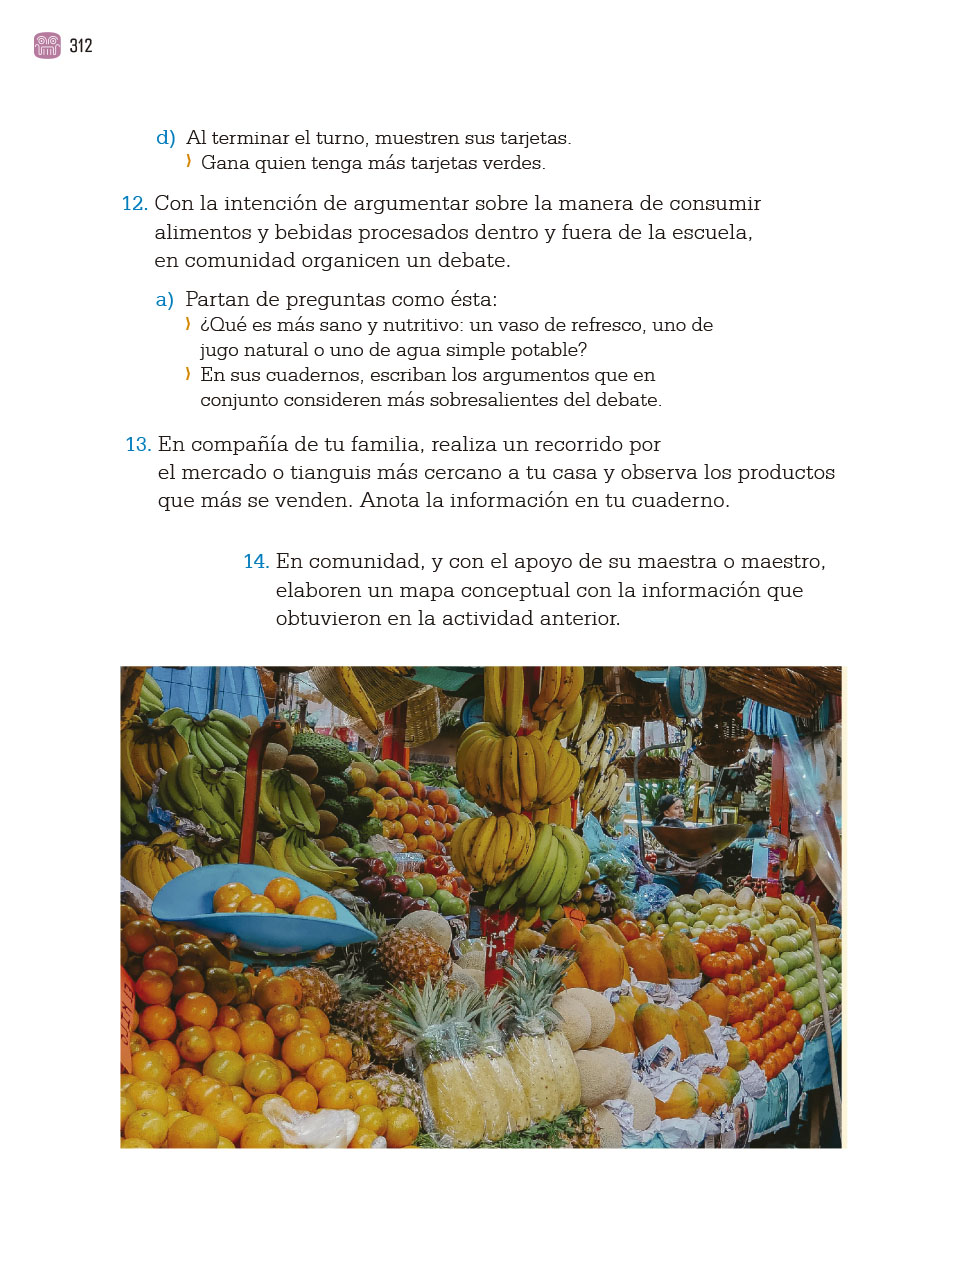 312
d) Al terminar el turno, muestren sus tarjetas.
Gana quien tenga más tarjetas verdes.
12. Con la intención de argumentar sobre la manera de consumir
alimentos y bebidas procesados dentro y fuera de la escuela,
en comunidad organicen un debate.
a) Partan de preguntas como ésta:
¿Qué es más sano y nutritivo: un vaso de refresco, uno de
jugo natural o uno de agua simple potable?
En sus cuadernos, escriban los argumentos que en
conjunto consideren más sobresalientes del debate.
13. En compañía de tu familia, realiza un recorrido por
el mercado o tianguis más cercano a tu casa y observa los productos
que más se venden. Anota la información en tu cuaderno.
14. En comunidad, y con el apoyo de su maestra o maestro,
elaboren un mapa conceptual con la información que
obtuvieron en la actividad anterior.